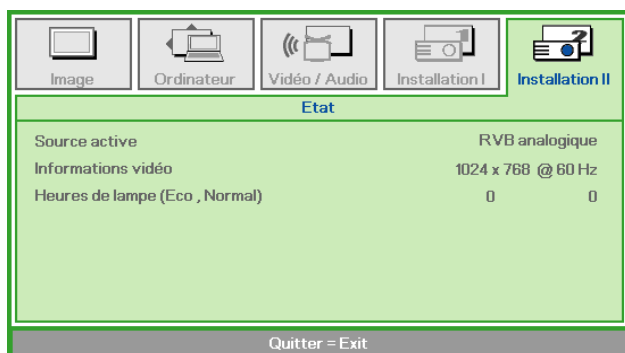 Image
Ordinateur
Vidéo / Audio
Installation I
2
Installation II
Etat
Source active RVB analogique
Informations vidéo 1024 x 768 @ 60 Hz
Heures de lampe (Eco , Normal) 0 0
Quitter = Exit